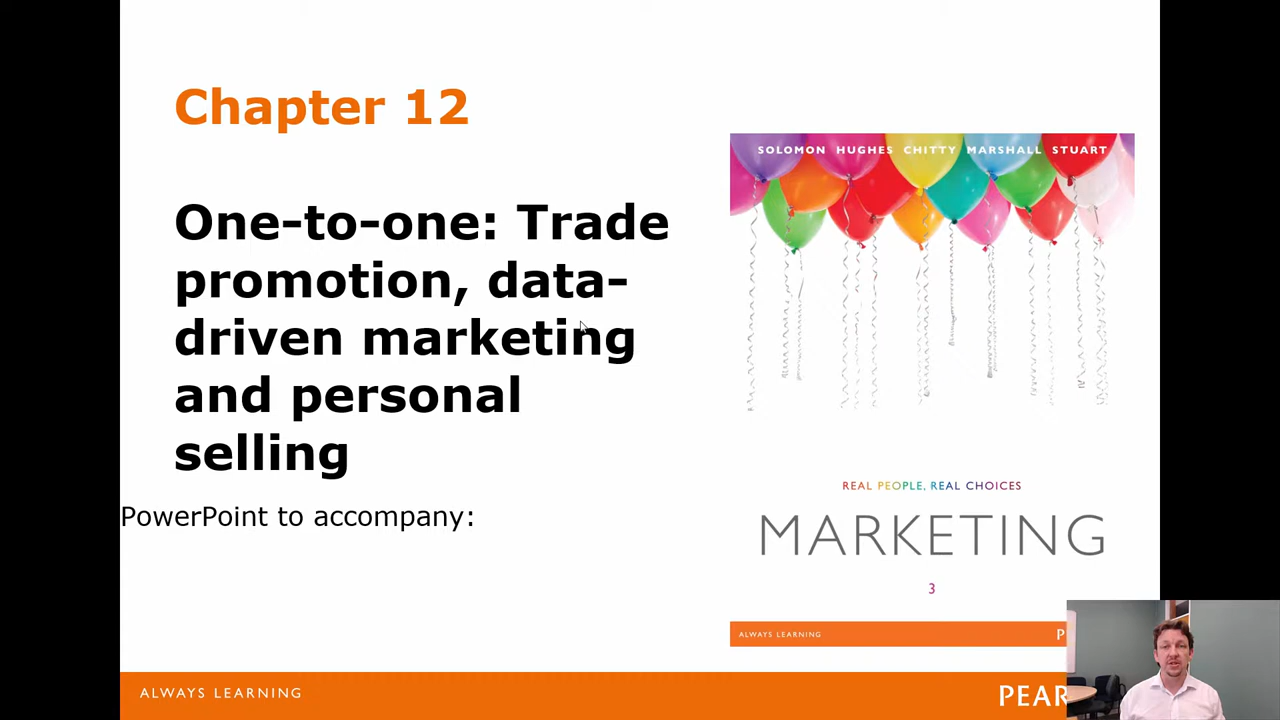 Chapter 12
One-to-one: Trade
promotion, data-
driven marketing
and personal
selling
PowerPoint to accompany:
SOLOMON HUGHES CHITTY MARSHALL STUART
REAL PEOPLE, REAL CHOICES
MARKETING
3
ALWAYS LEARNING
ALWAYS LEARNING